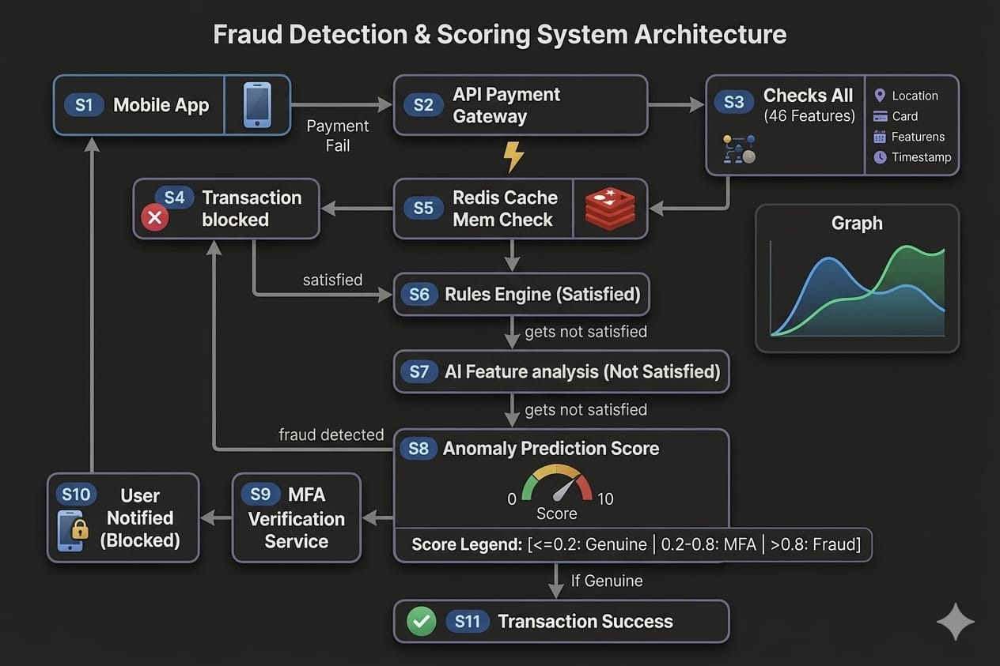 Fraud Detection & Scoring System Architecture
S1 Mobile App
Payment
Fail
S2 API Payment
Gateway
S3 Checks All
(46 Features)
Location
Card
Featurens
Timestamp
S4 Transaction
blocked
S5 Redis Cache
Mem Check
Graph
satisfied
S6 Rules Engine (Satisfied)
gets not satisfied
S7 AI Feature analysis (Not Satisfied)
gets not satisfied
fraud detected
S8 Anomaly Prediction Score
0 10
Score
Score Legend: [<=0.2: Genuine | 0.2-0.8: MFA | >0.8: Fraud]
S10 User
Notified
(Blocked)
S9 MFA
Verification
Service
If Genuine
S11 Transaction Success